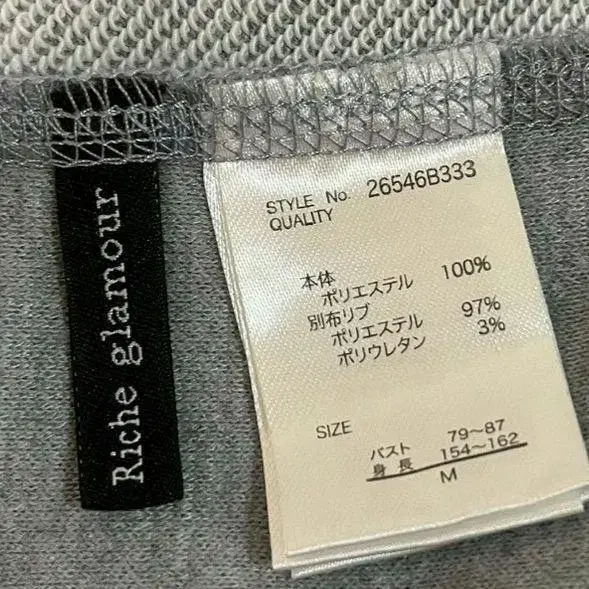 Riche glamour
STYLE No. 26546B333
QUALITY
本体
ポリエステル 100%
別布リブ
ポリエステル 97%
ポリウレタン 3%
SIZE
バスト 79～87
身長 154～162
M